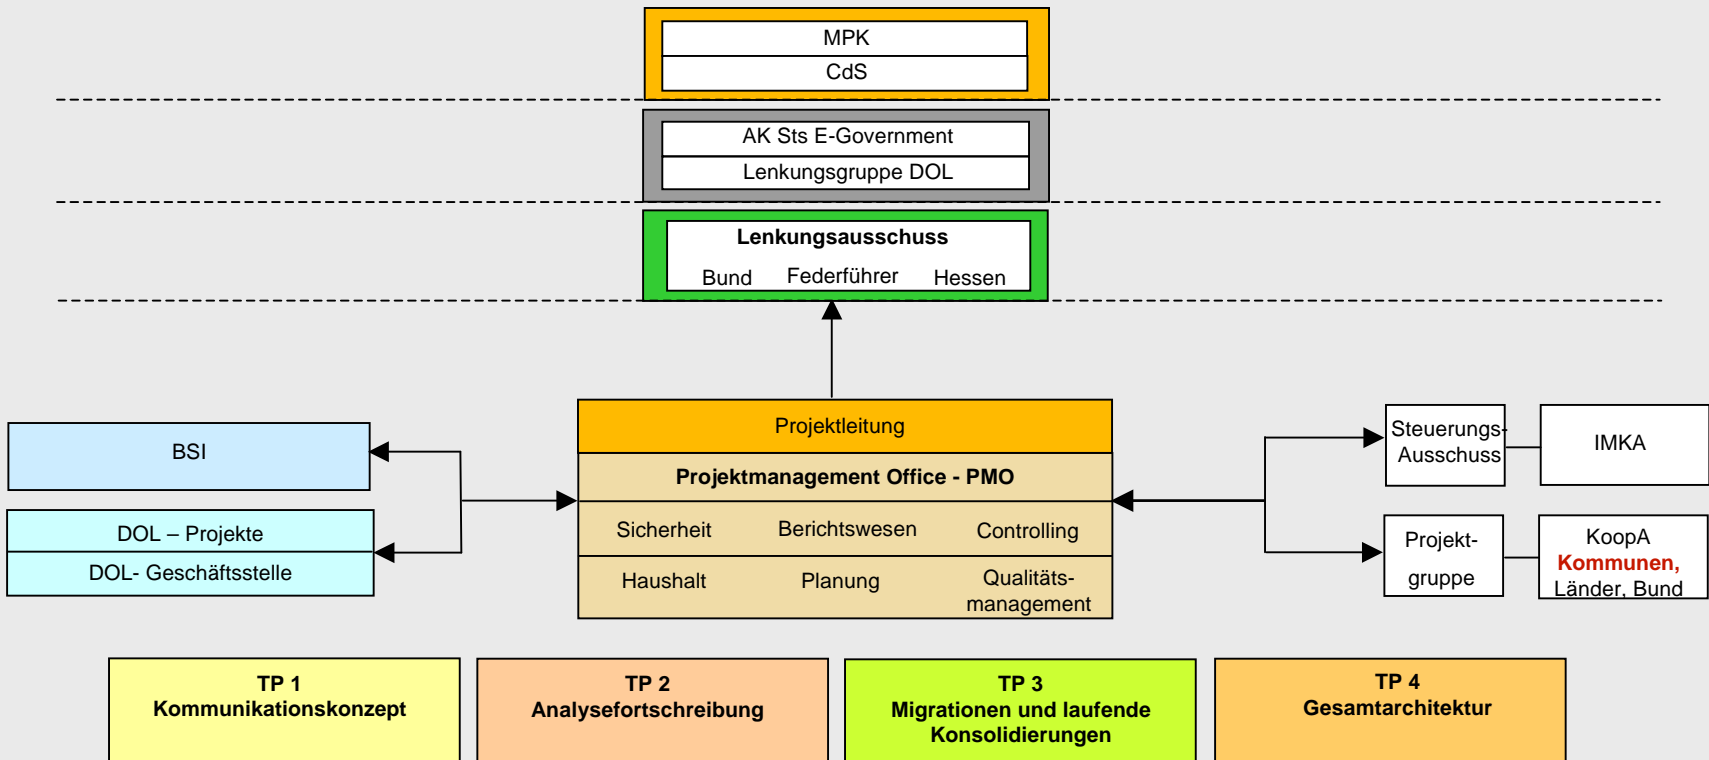 MPK
CdS
AK Sts E-Government
Lenkungsgruppe DOL
Lenkungsausschuss
Bund Federführer Hessen
Projektleitung
Projektmanagement Office - PMO
Sicherheit Berichtswesen Controlling
Haushalt Planung Qualitäts-
management
BSI
DOL – Projekte
DOL- Geschäftsstelle
Steuerungs-
Ausschuss
IMKA
Projekt-
gruppe
KoopA
Kommunen,
Länder, Bund
TP 1
Kommunikationskonzept
TP 2
Analysefortschreibung
TP 3
Migrationen und laufende
Konsolidierungen
TP 4
Gesamtarchitektur